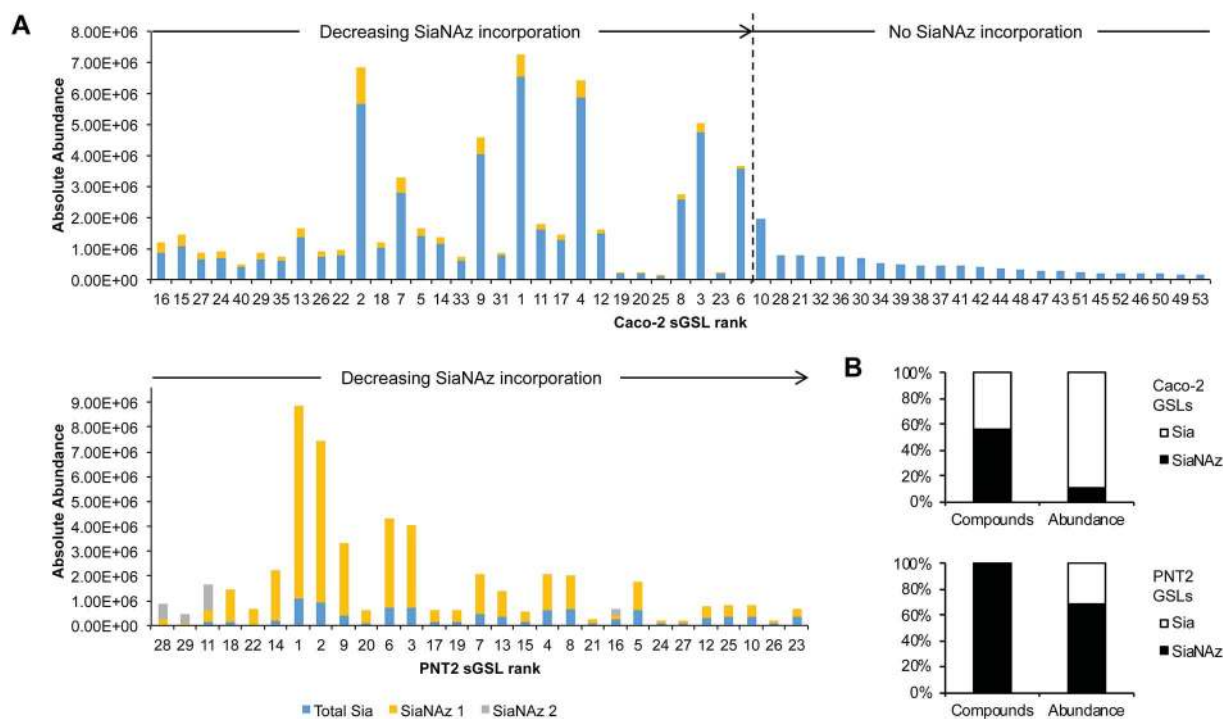 A
Decreasing SiaNAz incorporation
No SiaNAz incorporation
8.00E+06
7.00E+06
6.00E+06
5.00E+06
4.00E+06
3.00E+06
2.00E+06
1.00E+06
0.00E+00
Absolute Abundance
16 15 27 24 40 29 35 13 26 22 2 18 7 5 14 33 9 31 1 11 17 4 12 19 20 25 8 3 23 6 10 28 21 32 36 30 34 39 38 37 41 42 44 48 47 43 51 45 52 46 50 49 53
Caco-2 sGSL rank
Decreasing SiaNAz incorporation
9.00E+06
8.00E+06
7.00E+06
6.00E+06
5.00E+06
4.00E+06
3.00E+06
2.00E+06
1.00E+06
0.00E+00
Absolute Abundance
28 29 11 18 22 14 1 2 9 20 6 3 17 19 7 13 15 4 8 21 16 5 24 27 12 25 10 26 23
PNT2 sGSL rank
Total Sia SiaNAz 1 SiaNAz 2
B
100%
80%
60%
40%
20%
0%
Compounds Abundance
Caco-2
GSLs
Sia
SiaNAz
100%
80%
60%
40%
20%
0%
Compounds Abundance
PNT2
GSLs
Sia
SiaNAz